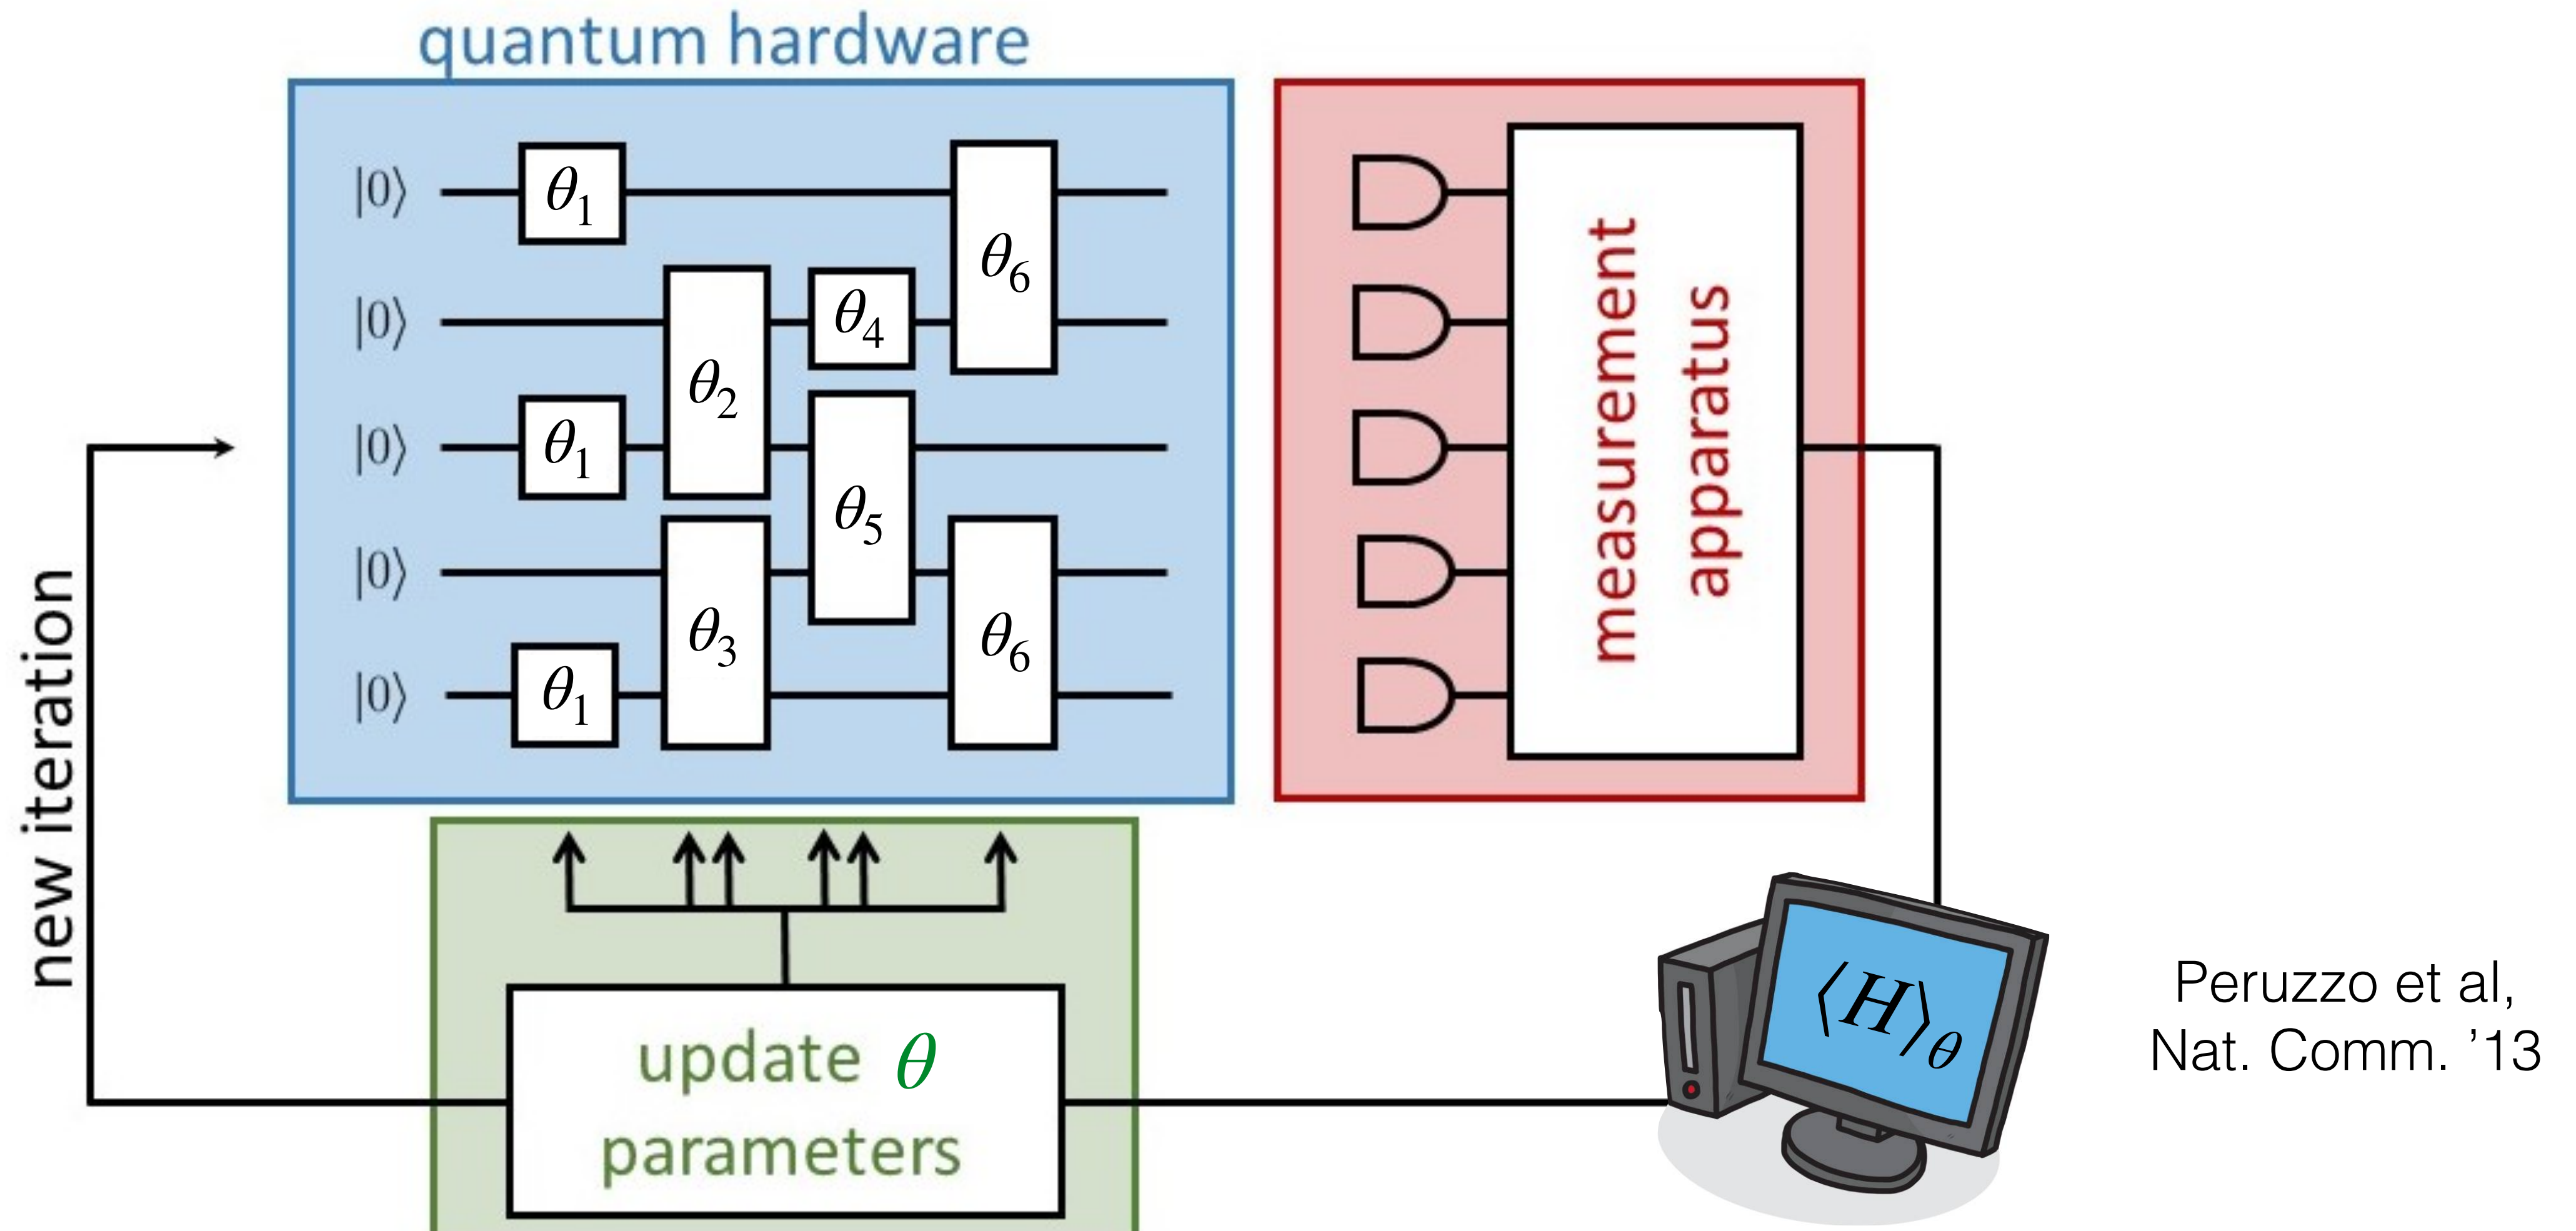 quantum hardware
|0⟩ θ₁ θ₆
|0⟩ θ₂ θ₄
|0⟩ θ₁ θ₅
|0⟩ θ₃ θ₆
|0⟩ θ₁
measurement
apparatus
new iteration
update θ
parameters
⟨H⟩θ
Peruzzo et al,
Nat. Comm. ’13